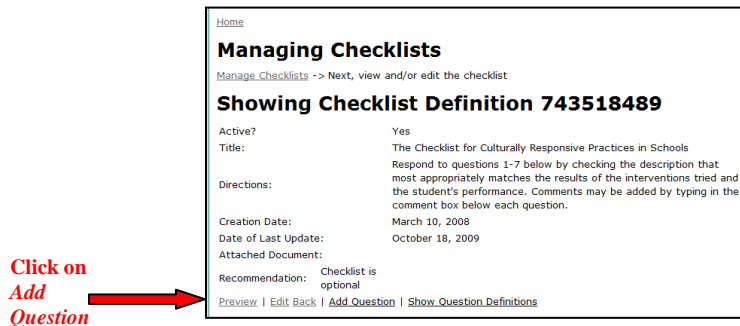 Home
Managing Checklists
Manage Checklists -> Next, view and/or edit the checklist
Showing Checklist Definition 743518489
Active? Yes
Title: The Checklist for Culturally Responsive Practices in Schools
Directions: Respond to questions 1-7 below by checking the description that
most appropriately matches the results of the interventions tried and
the student's performance. Comments may be added by typing in the
comment box below each question.
Creation Date: March 10, 2008
Date of Last Update: October 18, 2009
Attached Document:
Recommendation: Checklist is
optional
Preview | Edit Back | Add Question | Show Question Definitions
Click on
Add
Question